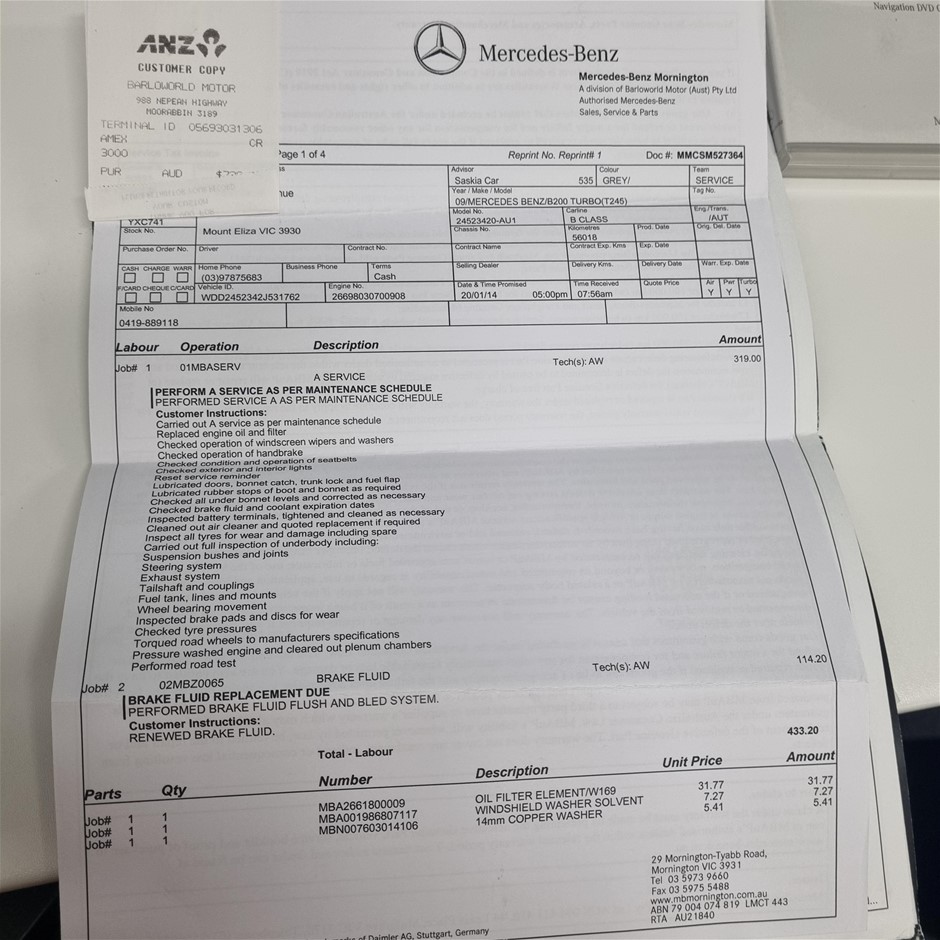 Navigation DVD
ANZ
CUSTOMER COPY
BARLOWORLD MOTOR
988 NEPEAN HIGHWAY
MOORABBIN 3189
TERMINAL ID 05693031306
AMEX CR
3000
PUR AUD
Mercedes-Benz
Mercedes-Benz Mornington
A division of Barloworld Motor (Aust) Pty Ltd
Authorised Mercedes-Benz
Sales, Service & Parts
Page 1 of 4 Reprint No. Reprint# 1 Doc #: MMCSM527364
Advisor Colour Team
Saskia Car 535 GREY/ SERVICE
Year / Make / Model Tag No.
09/MERCEDES BENZ/B200 TURBO(T245)
Model No. Carline Eng./Trans.
24523420-AU1 B CLASS /AUT
YXC741
Stock No. Mount Eliza VIC 3930 Chassis No. Kilometres Prod. Date Orig. Del. Date
56018
Purchase Order No. Driver Contract No. Contract Name Contract Exp. Kms Exp. Date
CASH CHARGE WARR Home Phone Business Phone Terms Selling Dealer Delivery Kms. Delivery Date Warr. Exp. Date
(03)97875683 Cash
F/CARD CHEQUE C/CARD Vehicle ID. Engine No. Date & Time Promised Time Received Quote Price Air Pwr Turbo
WDD2452342J531762 26698030700908 20/01/14 05:00pm 07:56am Y Y Y
Mobile No
0419-889118
Labour Operation Description Amount
Job# 1 01MBASERV Tech(s): AW 319.00
A SERVICE
PERFORM A SERVICE AS PER MAINTENANCE SCHEDULE
PERFORMED SERVICE A AS PER MAINTENANCE SCHEDULE
Customer Instructions:
Carried out A service as per maintenance schedule
Replaced engine oil and filter
Checked operation of windscreen wipers and washers
Checked operation of handbrake
Checked condition and operation of seatbelts
Checked exterior and interior lights
Reset service reminder
Lubricated doors, bonnet catch, trunk lock and fuel flap
Lubricated rubber stops of boot and bonnet as required
Checked all under bonnet levels and corrected as necessary
Checked brake fluid and coolant expiration dates
Inspected battery terminals, tightened and cleaned as necessary
Cleaned out air cleaner and quoted replacement if required
Inspect all tyres for wear and damage including spare
Carried out full inspection of underbody including:
Suspension bushes and joints
Steering system
Exhaust system
Tailshaft and couplings
Fuel tank, lines and mounts
Wheel bearing movement
Inspected brake pads and discs for wear
Checked tyre pressures
Torqued road wheels to manufacturers specifications
Pressure washed engine and cleared out plenum chambers
Performed road test
Job# 2 02MBZ0065 BRAKE FLUID Tech(s): AW 114.20
BRAKE FLUID REPLACEMENT DUE
PERFORMED BRAKE FLUID FLUSH AND BLED SYSTEM.
Customer Instructions:
RENEWED BRAKE FLUID.
Total - Labour 433.20
Parts Qty Number Description Unit Price Amount
Job# 1 1 MBA2661800009 OIL FILTER ELEMENT/W169 31.77 31.77
Job# 1 1 MBA001986807117 WINDSHIELD WASHER SOLVENT 7.27 7.27
Job# 1 1 MBN007603014106 14mm COPPER WASHER 5.41 5.41
29 Mornington-Tyabb Road,
Mornington VIC 3931
Tel 03 5973 9660
Fax 03 5975 5488
www.mbmornington.com.au
ABN 79 004 074 819 LMCT 443
RTA AU21840
of Daimler AG, Stuttgart, Germany